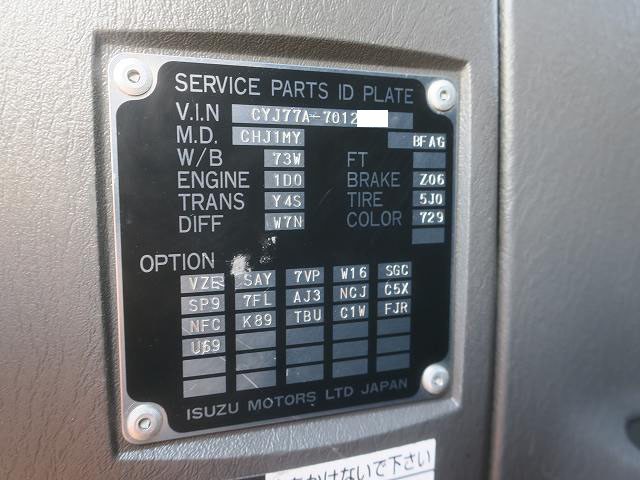 SERVICE PARTS ID PLATE
V.I.N CYJ77A-7012
M.D. CHJ1MY BFAG
W/B 73W FT
ENGINE 1D0 BRAKE Z06
TRANS Y4S TIRE 5J0
DIFF W7N COLOR 729
OPTION
VZE SAY 7VP W16 SGC
SP9 7FL AJ3 NCJ C5X
NFC K89 TBU C1W FJR
U69
ISUZU MOTORS LTD JAPAN
かけないで下さい